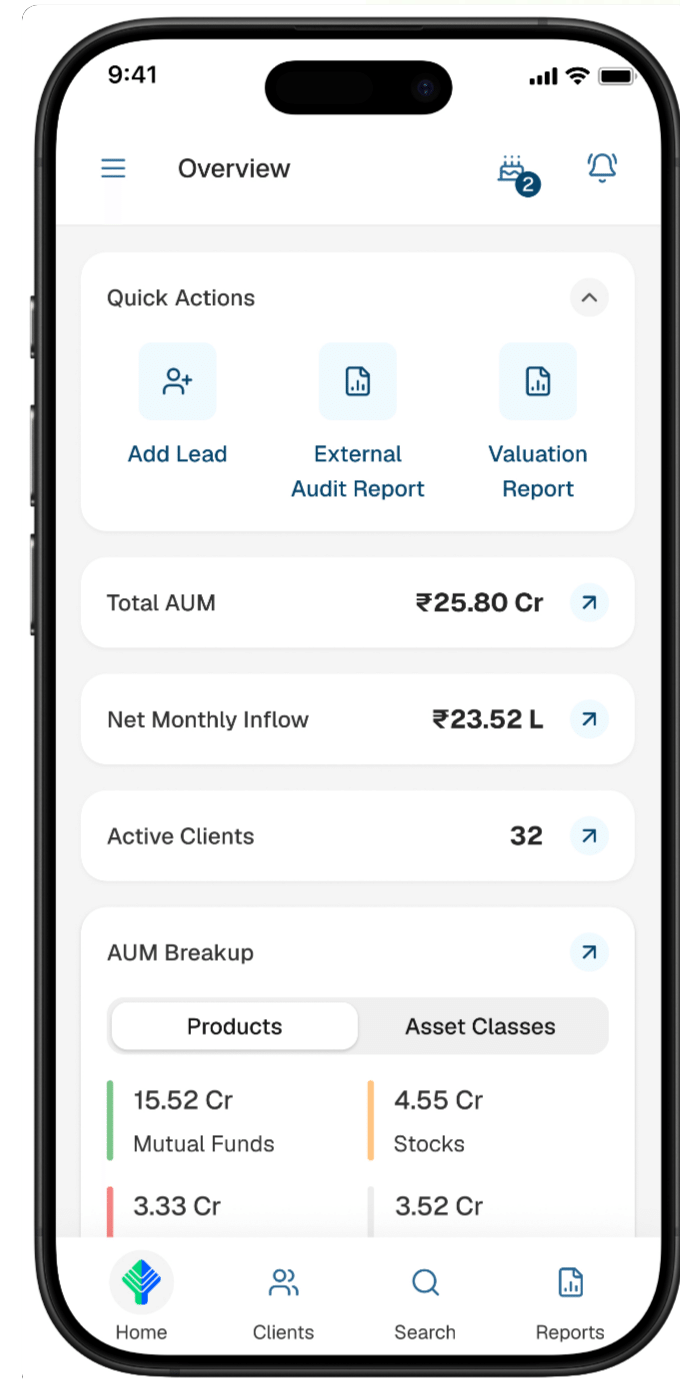 9:41
Overview
2
Quick Actions
Add Lead
External
Audit Report
Valuation
Report
Total AUM
₹25.80 Cr
Net Monthly Inflow
₹23.52 L
Active Clients
32
AUM Breakup
Products
Asset Classes
15.52 Cr
Mutual Funds
4.55 Cr
Stocks
3.33 Cr
3.52 Cr
Home
Clients
Search
Reports